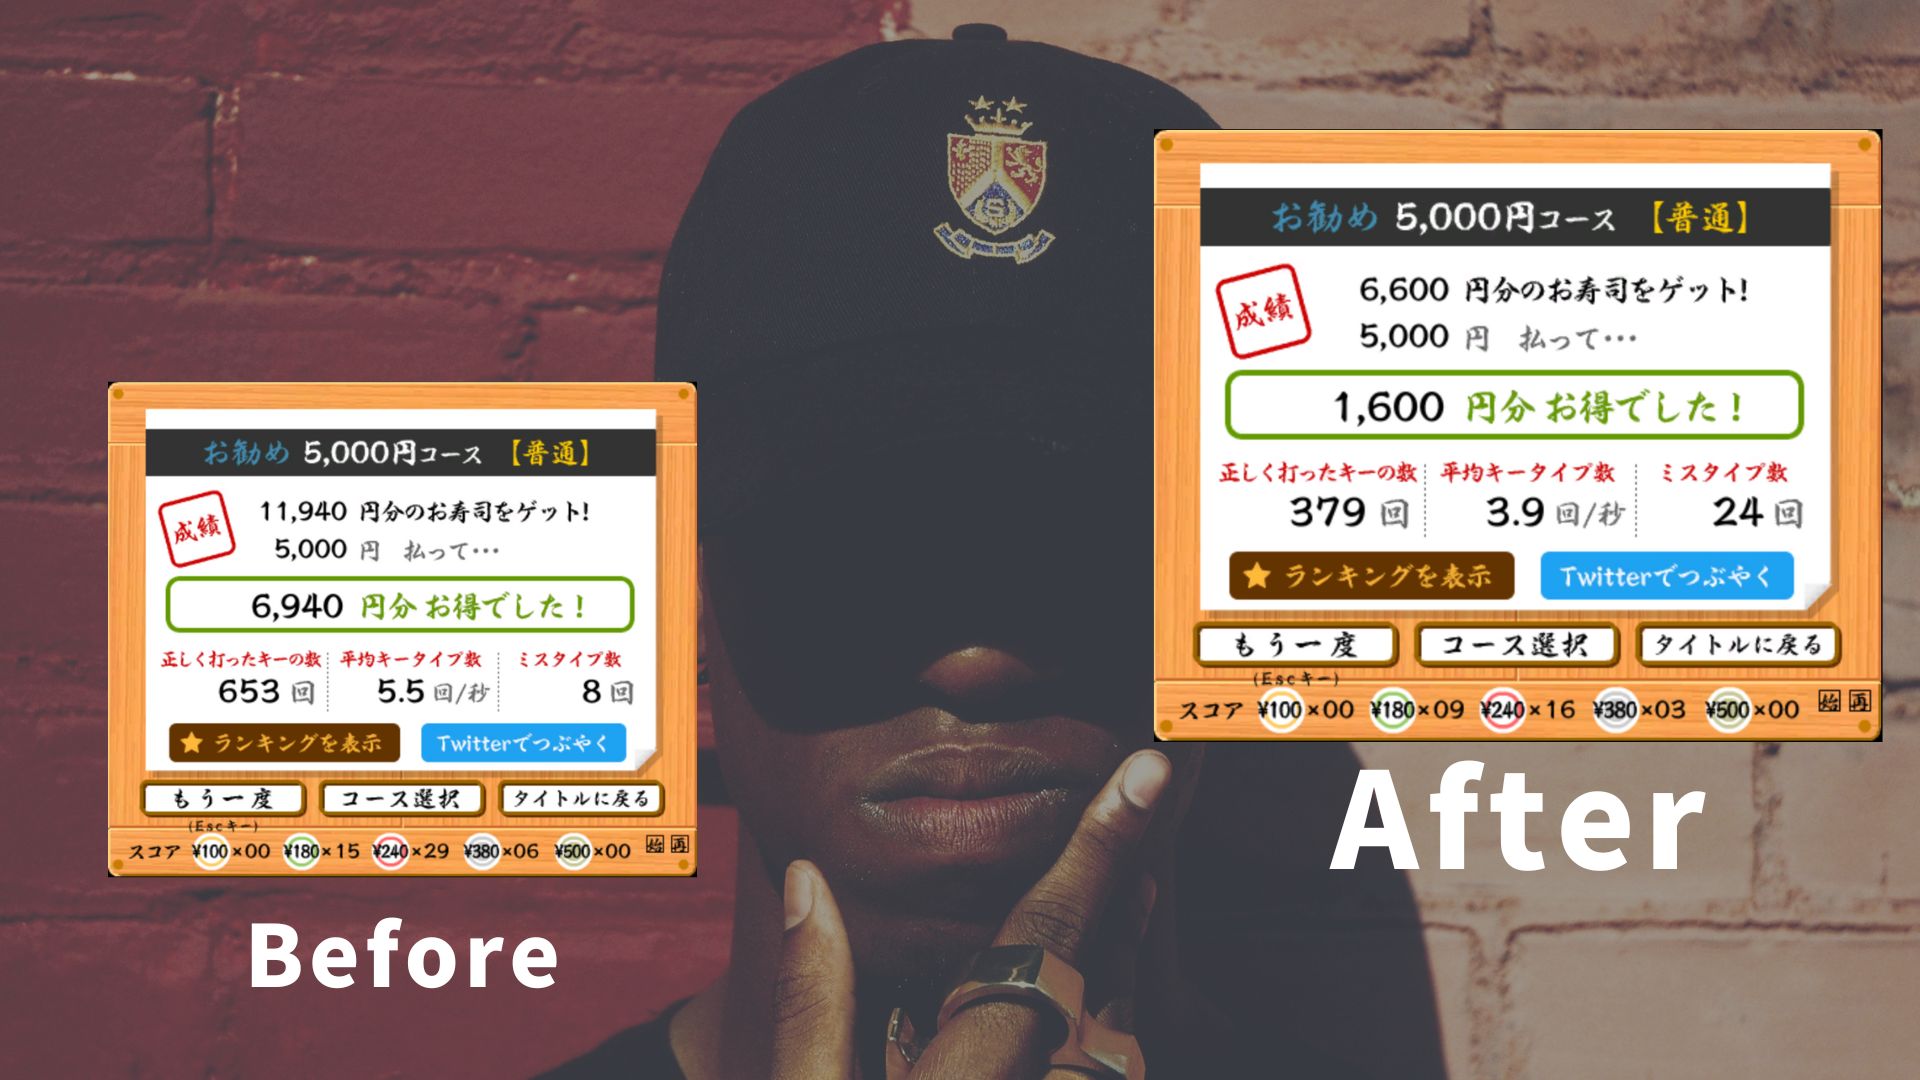 お勧め 5,000円コース 【普通】
成績
11,940 円分のお寿司をゲット!
5,000 円 払って…
6,940 円分 お得でした!
正しく打ったキーの数 平均キータイプ数 ミスタイプ数
653 回 5.5 回/秒 8 回
★ ランキングを表示 Twitterでつぶやく
もう一度 コース選択 タイトルに戻る
(Escキー)
スコア ¥100×00 ¥180×15 ¥240×29 ¥380×06 ¥500×00 始 再
Before
お勧め 5,000円コース 【普通】
成績
6,600 円分のお寿司をゲット!
5,000 円 払って…
1,600 円分 お得でした!
正しく打ったキーの数 平均キータイプ数 ミスタイプ数
379 回 3.9 回/秒 24 回
★ ランキングを表示 Twitterでつぶやく
もう一度 コース選択 タイトルに戻る
(Escキー)
スコア ¥100×00 ¥180×09 ¥240×16 ¥380×03 ¥500×00 始 再
After
S